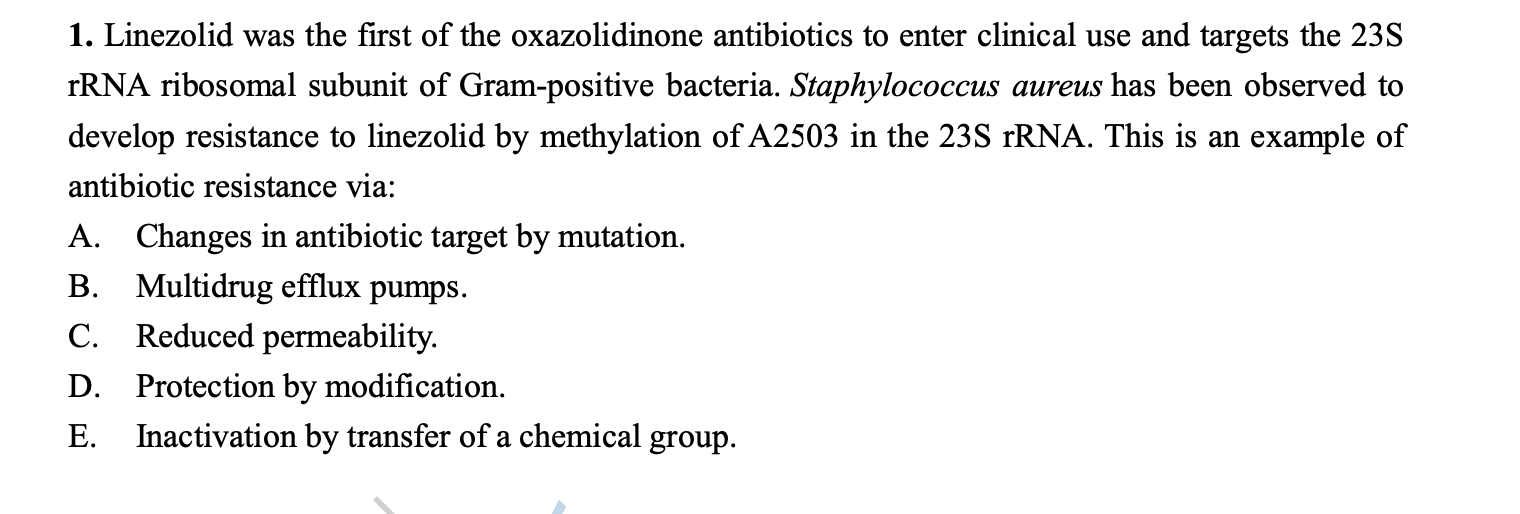 1. Linezolid was the first of the oxazolidinone antibiotics to enter clinical use and targets the 23S
rRNA ribosomal subunit of Gram-positive bacteria. Staphylococcus aureus has been observed to
develop resistance to linezolid by methylation of A2503 in the 23S rRNA. This is an example of
antibiotic resistance via:
A. Changes in antibiotic target by mutation.
B. Multidrug efflux pumps.
C. Reduced permeability.
D. Protection by modification.
E. Inactivation by transfer of a chemical group.